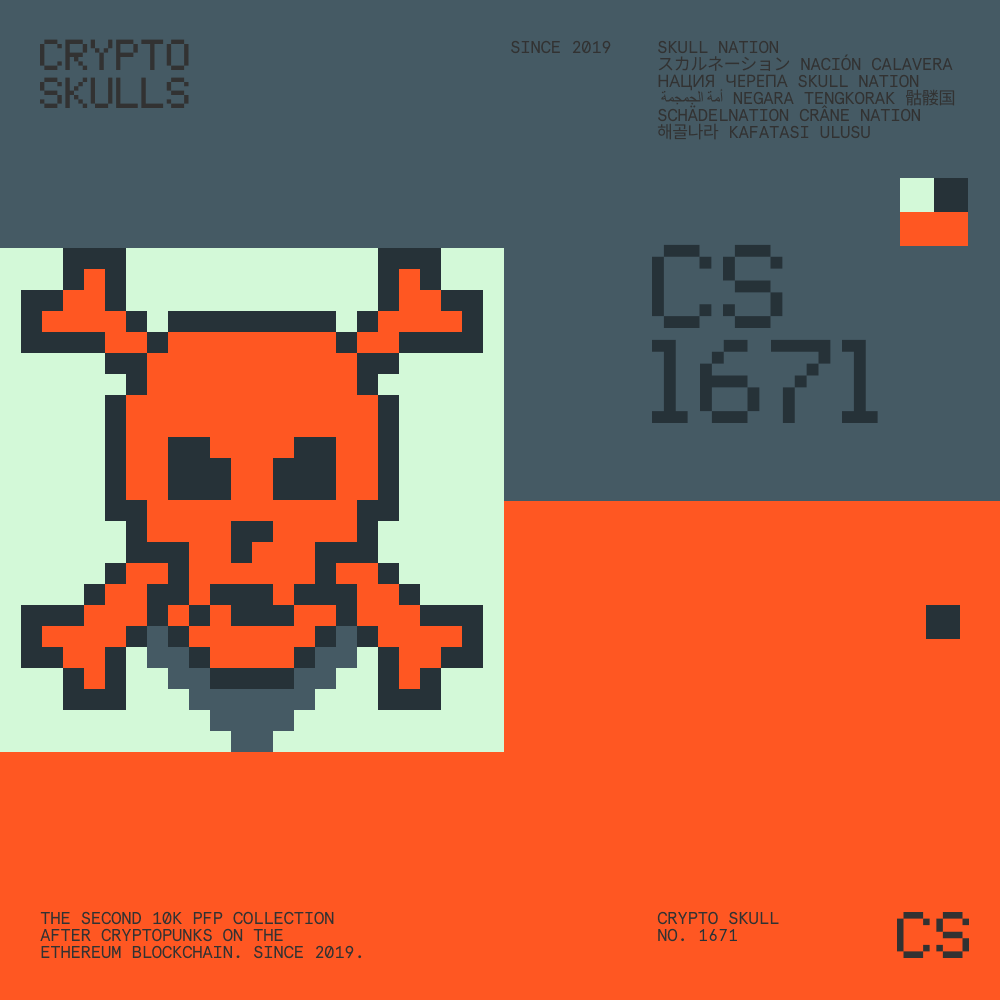 CRYPTO
SKULLS
SINCE 2019
SKULL NATION
スカルネーション NACIÓN CALAVERA
НАЦИЯ ЧЕРЕПА SKULL NATION
أمة الجمجمة NEGARA TENGKORAK 骷髅国
SCHÄDELNATION CRÂNE NATION
해골나라 KAFATASI ULUSU
CS
1671
THE SECOND 10K PFP COLLECTION
AFTER CRYPTOPUNKS ON THE
ETHEREUM BLOCKCHAIN. SINCE 2019.
CRYPTO SKULL
NO. 1671
CS